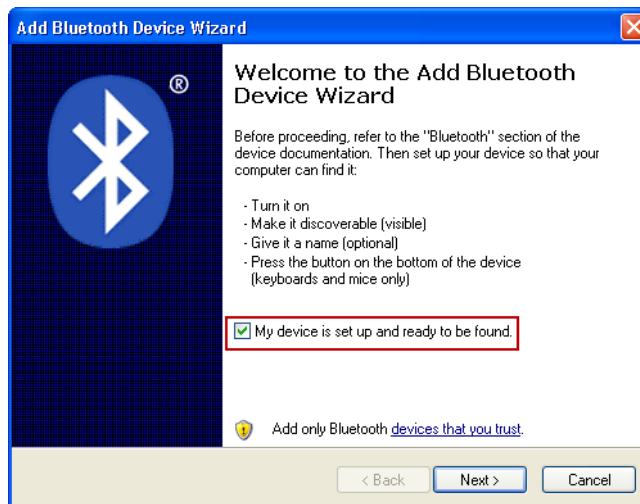 Add Bluetooth Device Wizard
®
Welcome to the Add Bluetooth
Device Wizard
Before proceeding, refer to the "Bluetooth" section of the
device documentation. Then set up your device so that your
computer can find it:
- Turn it on
- Make it discoverable (visible)
- Give it a name (optional)
- Press the button on the bottom of the device
(keyboards and mice only)
My device is set up and ready to be found.
Add only Bluetooth devices that you trust.
< Back Next > Cancel